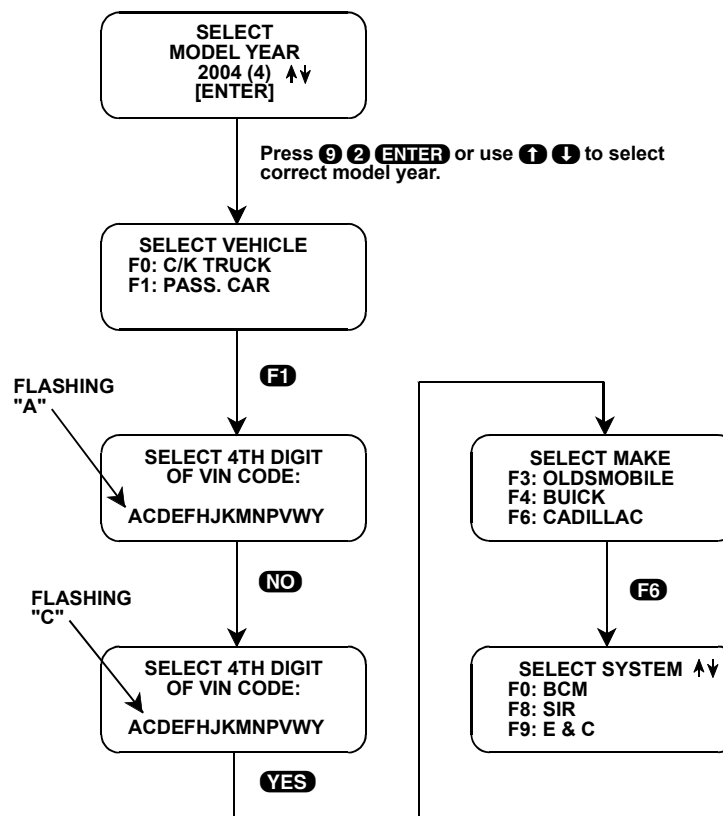 SELECT
MODEL YEAR
2004 (4)
[ENTER]
Press 9 2 ENTER or use ↑ ↓ to select
correct model year.
SELECT VEHICLE
F0: C/K TRUCK
F1: PASS. CAR
F1
FLASHING
"A"
SELECT 4TH DIGIT
OF VIN CODE:
ACDEFHJKMNPVWY
NO
FLASHING
"C"
SELECT 4TH DIGIT
OF VIN CODE:
ACDEFHJKMNPVWY
YES
SELECT MAKE
F3: OLDSMOBILE
F4: BUICK
F6: CADILLAC
F6
SELECT SYSTEM
F0: BCM
F8: SIR
F9: E & C